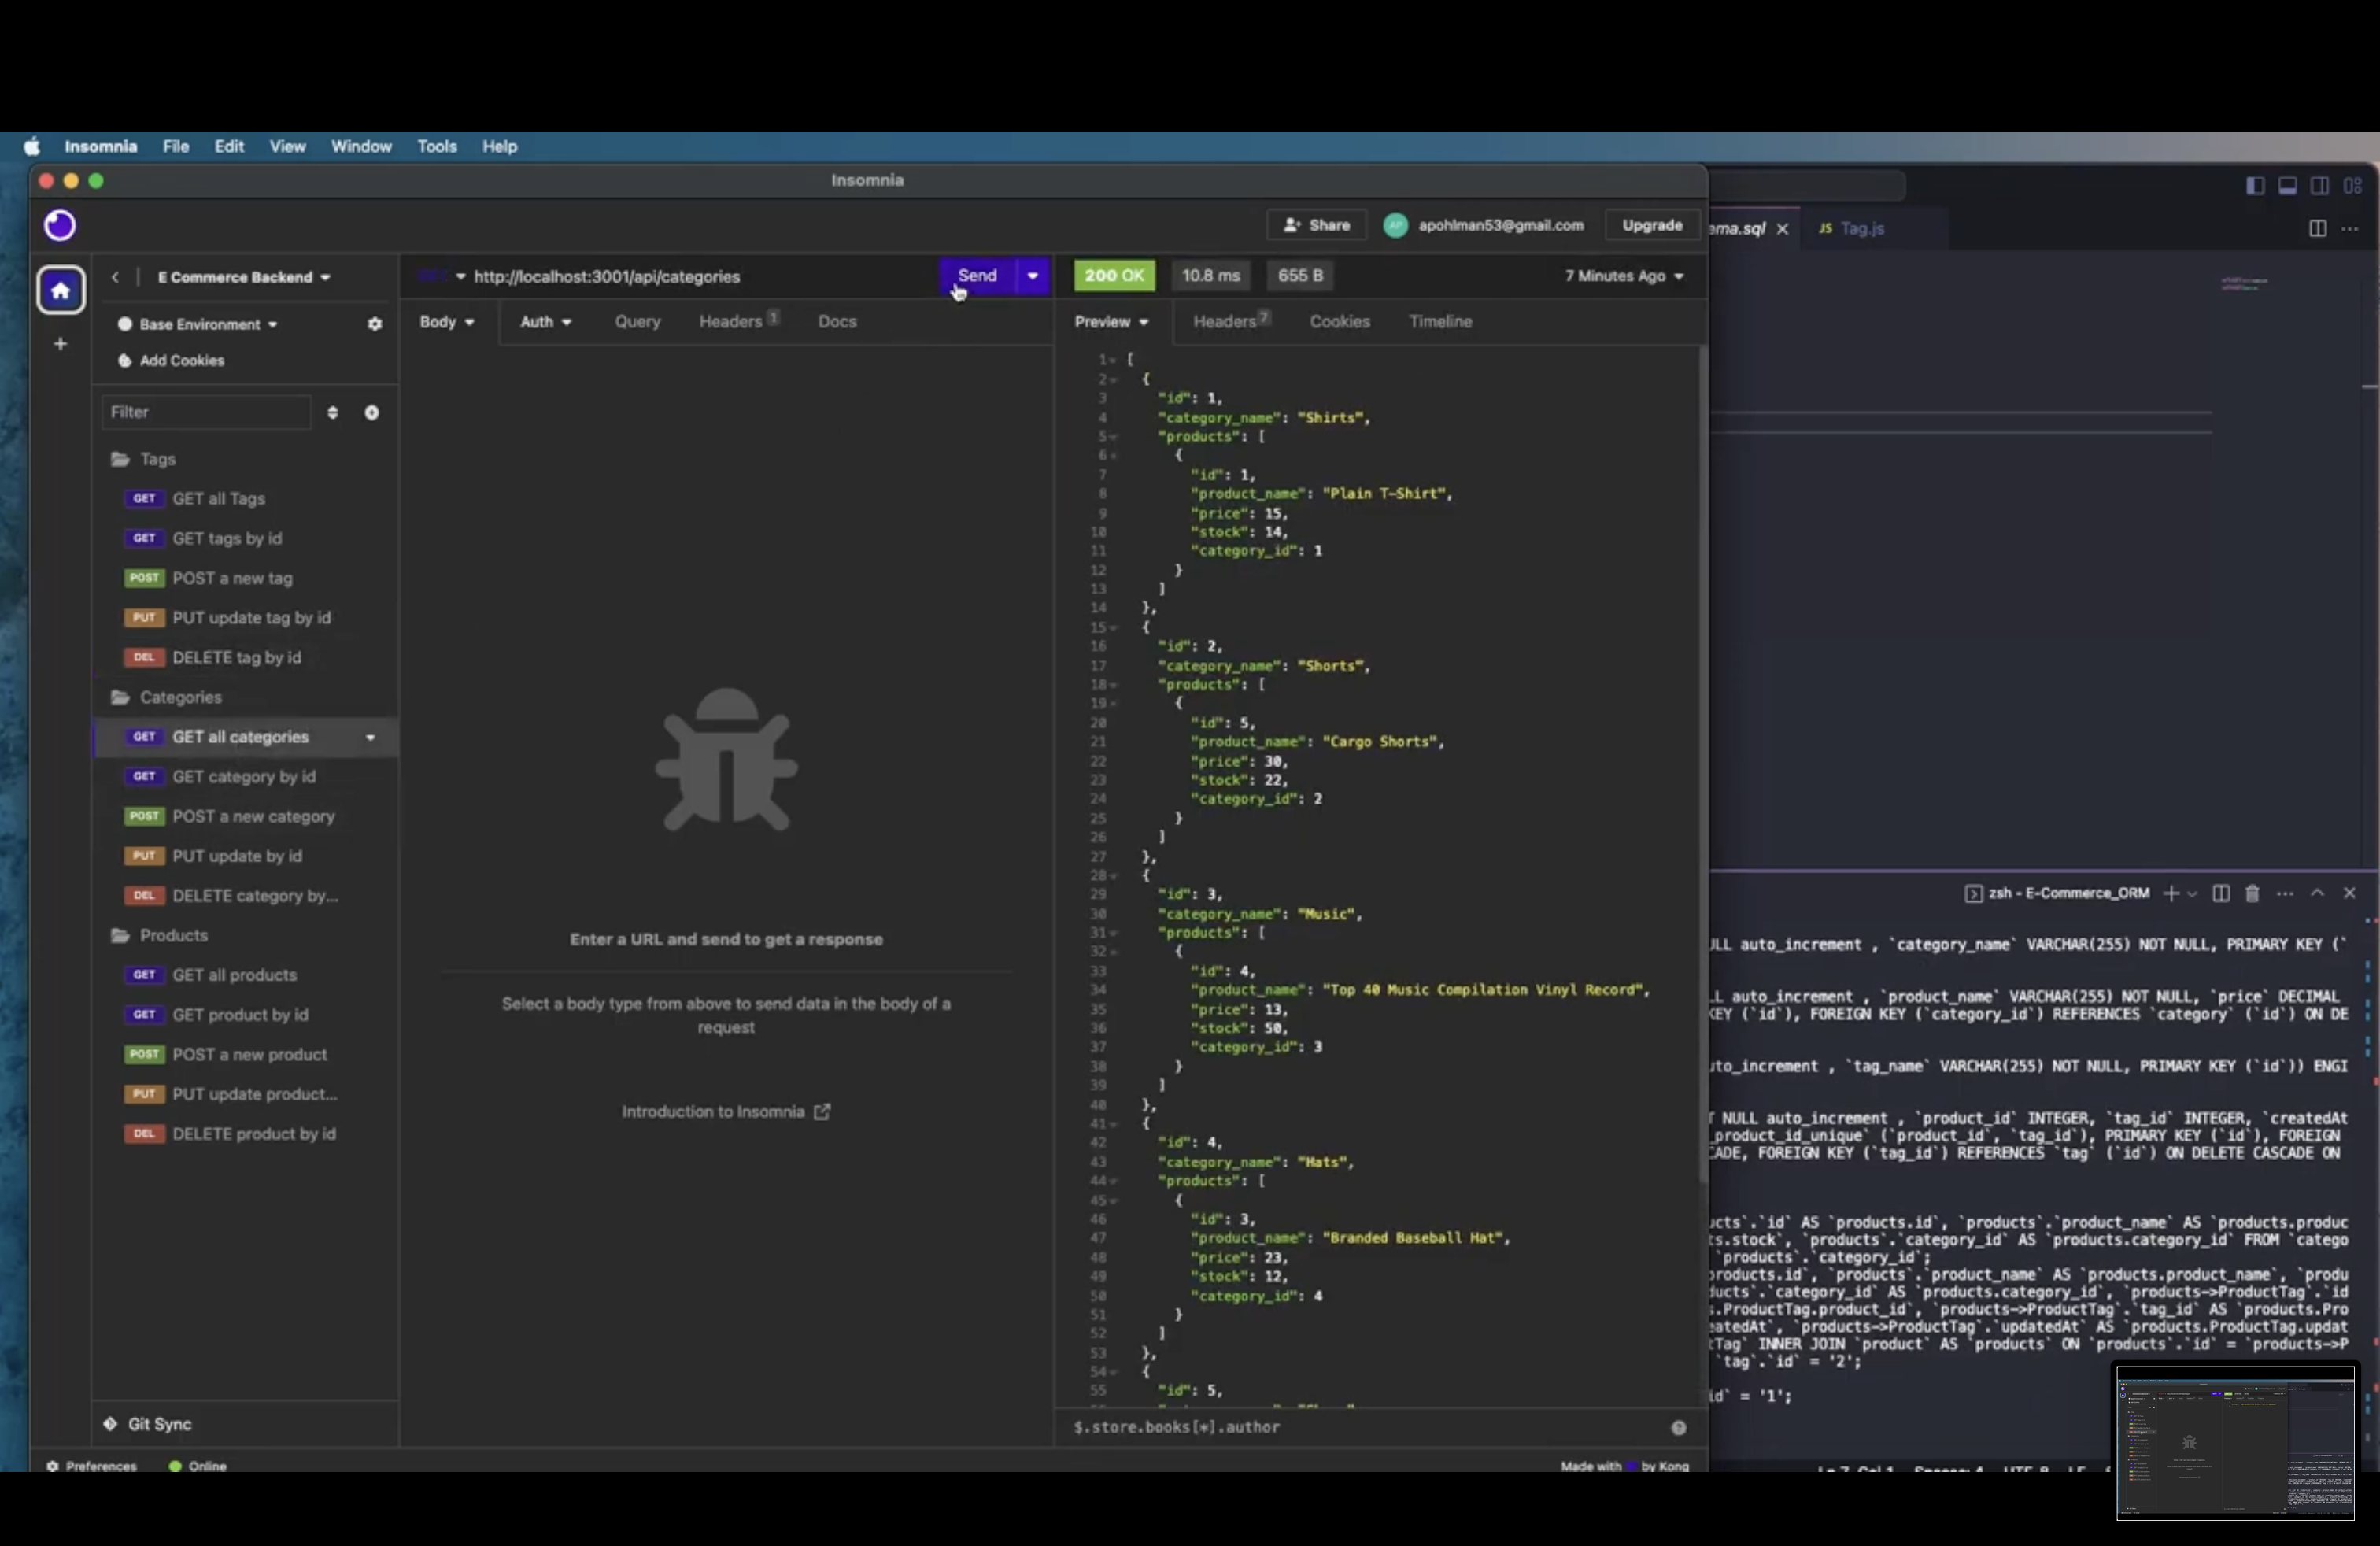 Insomnia File Edit View Window Tools Help
Insomnia
Share
AP apohlman53@gmail.com
Upgrade
E Commerce Backend
http://localhost:3001/api/categories
Send
200 OK 10.8 ms 655 B
7 Minutes Ago
Base Environment
Add Cookies
Body Auth Query Headers 1 Docs
Preview Headers 7 Cookies Timeline
Filter
Tags
GET GET all Tags
GET GET tags by id
POST POST a new tag
PUT PUT update tag by id
DEL DELETE tag by id
Categories
GET GET all categories
GET GET category by id
POST POST a new category
PUT PUT update by id
DEL DELETE category by...
Products
GET GET all products
GET GET product by id
POST POST a new product
PUT PUT update product...
DEL DELETE product by id
Git Sync
Preferences Online
Enter a URL and send to get a response
Select a body type from above to send data in the body of a
request
Introduction to Insomnia
1 [
2 {
3 "id": 1,
4 "category_name": "Shirts",
5 "products": [
6 {
7 "id": 1,
8 "product_name": "Plain T-Shirt",
9 "price": 15,
10 "stock": 14,
11 "category_id": 1
12 }
13 ]
14 },
15 {
16 "id": 2,
17 "category_name": "Shorts",
18 "products": [
19 {
20 "id": 5,
21 "product_name": "Cargo Shorts",
22 "price": 30,
23 "stock": 22,
24 "category_id": 2
25 }
26 ]
27 },
28 {
29 "id": 3,
30 "category_name": "Music",
31 "products": [
32 {
33 "id": 4,
34 "product_name": "Top 40 Music Compilation Vinyl Record",
35 "price": 13,
36 "stock": 50,
37 "category_id": 3
38 }
39 ]
40 },
41 {
42 "id": 4,
43 "category_name": "Hats",
44 "products": [
45 {
46 "id": 3,
47 "product_name": "Branded Baseball Hat",
48 "price": 23,
49 "stock": 12,
50 "category_id": 4
51 }
52 ]
53 },
54 {
55 "id": 5,
$.store.books[*].author
Made with by Kong
ema.sql
JS Tag.js
zsh - E-Commerce_ORM
JLL auto_increment , `category_name` VARCHAR(255) NOT NULL, PRIMARY KEY (`
LL auto_increment , `product_name` VARCHAR(255) NOT NULL, `price` DECIMAL
KEY (`id`), FOREIGN KEY (`category_id`) REFERENCES `category` (`id`) ON DE
uto_increment , `tag_name` VARCHAR(255) NOT NULL, PRIMARY KEY (`id`)) ENGI
T NULL auto_increment , `product_id` INTEGER, `tag_id` INTEGER, `createdAt
_product_id_unique` (`product_id`, `tag_id`), PRIMARY KEY (`id`), FOREIGN
CADE, FOREIGN KEY (`tag_id`) REFERENCES `tag` (`id`) ON DELETE CASCADE ON
ucts`.`id` AS `products.id`, `products`.`product_name` AS `products.produc
ts.stock`, `products`.`category_id` AS `products.category_id` FROM `catego
`products`.`category_id`;
products.id`, `products`.`product_name` AS `products.product_name`, `produ
ducts`.`category_id` AS `products.category_id`, `products->ProductTag`.`id
s.ProductTag.product_id`, `products->ProductTag`.`tag_id` AS `products.Pro
eatedAt`, `products->ProductTag`.`updatedAt` AS `products.ProductTag.updat
tTag` INNER JOIN `product` AS `products` ON `products`.`id` = `products->P
`tag`.`id` = '2';
id` = '1';